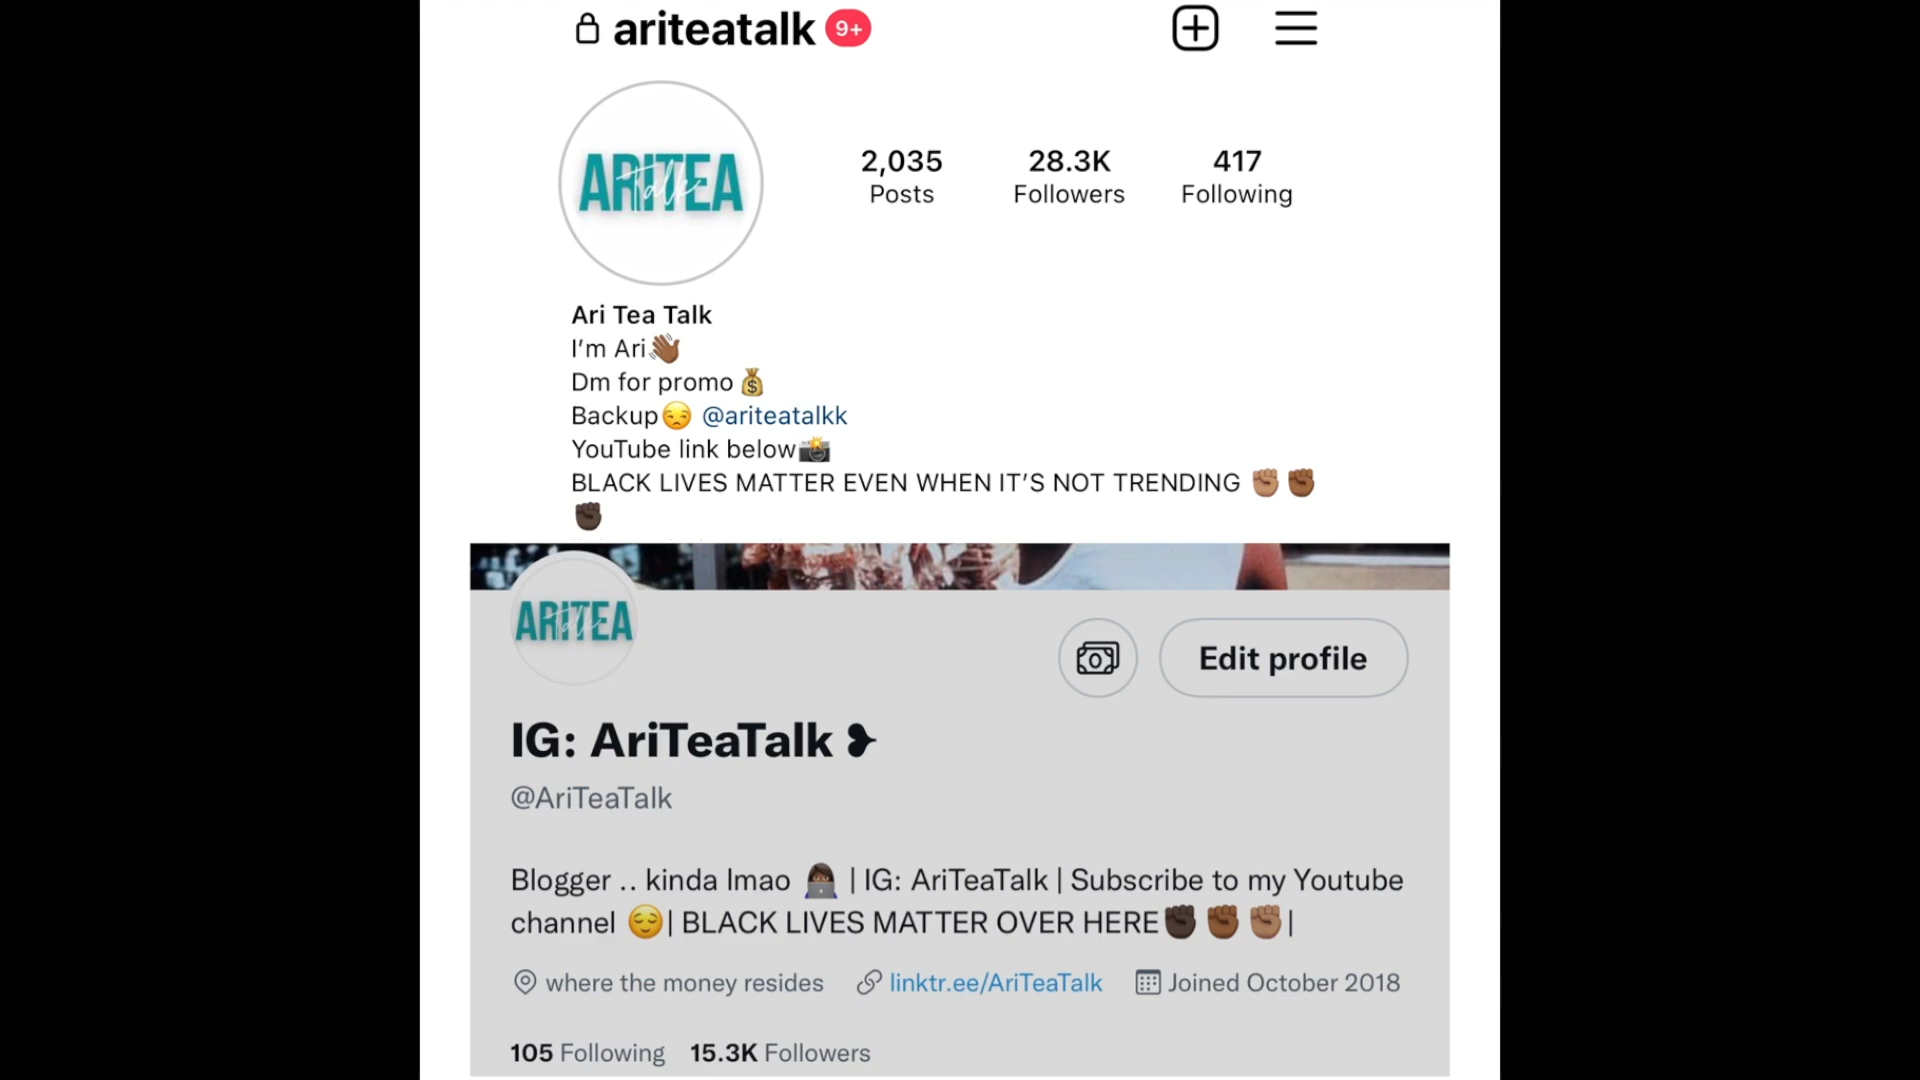 ariteatalk 9+
ARITEA
Talk
2,035 28.3K 417
Posts Followers Following
Ari Tea Talk
I'm Ari👋🏾
Dm for promo💰
Backup😒 @ariteatalkk
YouTube link below📸
BLACK LIVES MATTER EVEN WHEN IT'S NOT TRENDING ✊🏽✊🏾
✊🏿
ARITEA
Talk
Edit profile
IG: AriTeaTalk ❥
@AriTeaTalk
Blogger .. kinda lmao 👩🏾‍💻 | IG: AriTeaTalk | Subscribe to my Youtube
channel 😌| BLACK LIVES MATTER OVER HERE✊🏿✊🏾✊🏽|
where the money resides linktr.ee/AriTeaTalk Joined October 2018
105 Following 15.3K Followers